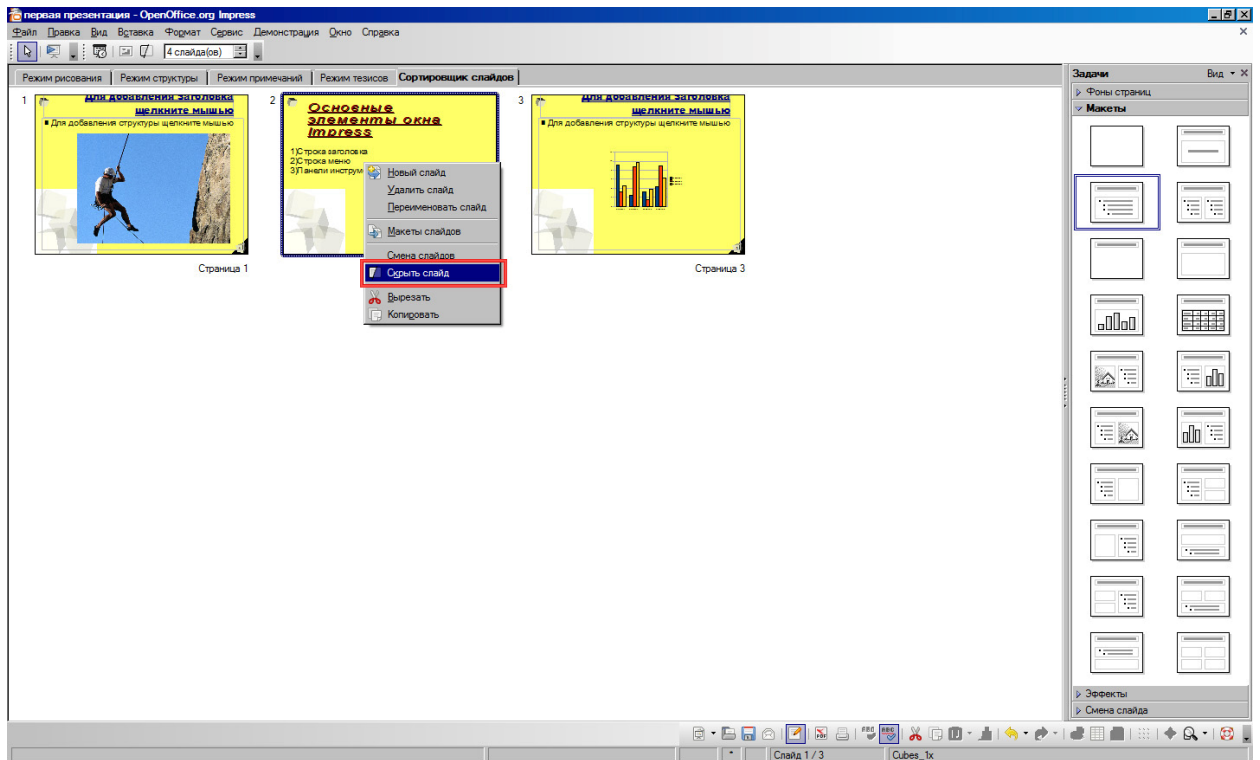 первая презентация - OpenOffice.org Impress
Файл Правка Вид Вставка Формат Сервис Демонстрация Окно Справка
4 слайда(ов)
Режим рисования Режим структуры Режим примечаний Режим тезисов Сортировщик слайдов
Задачи Вид
Фоны страниц
Макеты
1
Для добавления заголовка
щелкните мышью
Для добавления структуры щелкните мышью
Страница 1
2
Основные
элементы окна
Impress
1)Строка заголовка
2)Строка меню
3)Панели инструм
Новый слайд
Удалить слайд
Переименовать слайд
Макеты слайдов
Смена слайдов
Скрыть слайд
Вырезать
Копировать
3
Для добавления заголовка
щелкните мышью
Для добавления структуры щелкните мышью
Страница 3
Эффекты
Смена слайда
Слайд 1 / 3
*
Cubes_1x